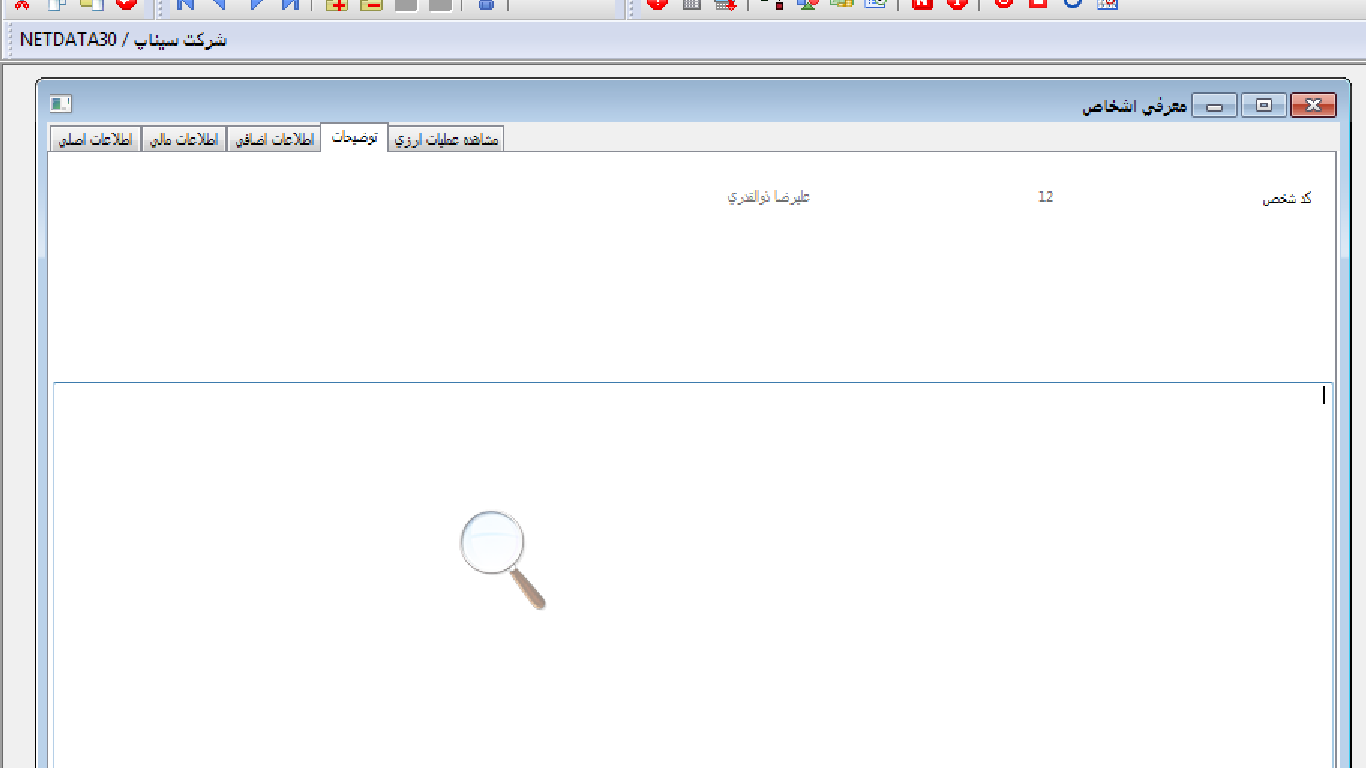 شرکت سیناپ / NETDATA30
معرفي اشخاص
اطلاعات اصلي
اطلاعات مالي
اطلاعات اضافي
توضيحات
مشاهده عمليات ارزي
کد شخص 12 عليرضا ذوالقدري